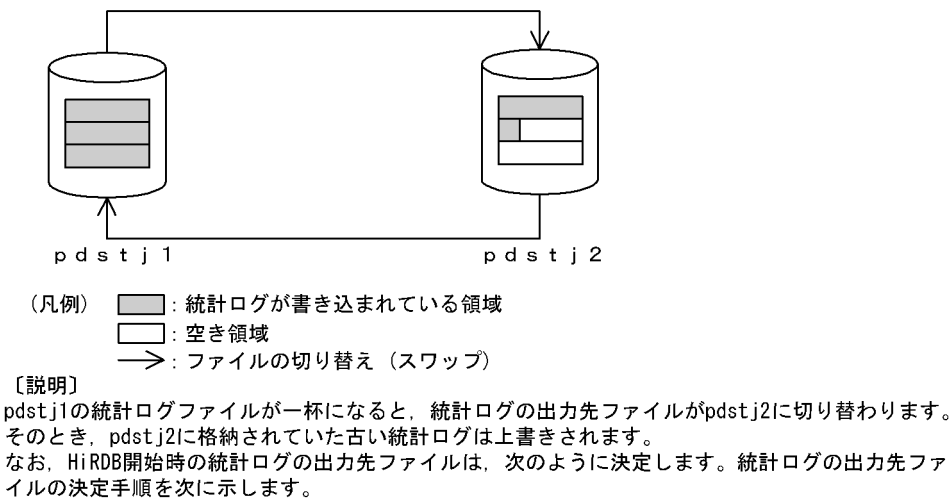 ｐｄｓｔｊ１
ｐｄｓｔｊ２
（凡例）　：統計ログが書き込まれている領域
：空き領域
：ファイルの切り替え（スワップ）
〔説明〕
pdstj1の統計ログファイルが一杯になると，統計ログの出力先ファイルがpdstj2に切り替わります。
そのとき，pdstj2に格納されていた古い統計ログは上書きされます。
なお，HiRDB開始時の統計ログの出力先ファイルは，次のように決定します。統計ログの出力先ファ
イルの決定手順を次に示します。